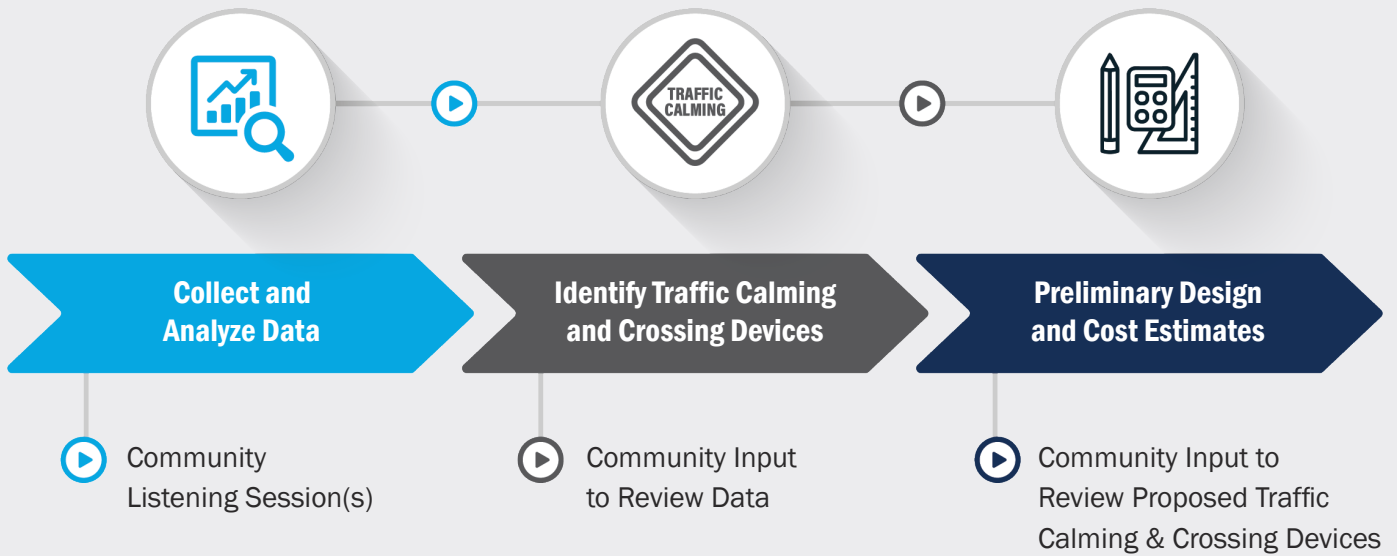 TRAFFIC
CALMING
Collect and
Analyze Data
Identify Traffic Calming
and Crossing Devices
Preliminary Design
and Cost Estimates
Community
Listening Session(s)
Community Input
to Review Data
Community Input to
Review Proposed Traffic
Calming & Crossing Devices